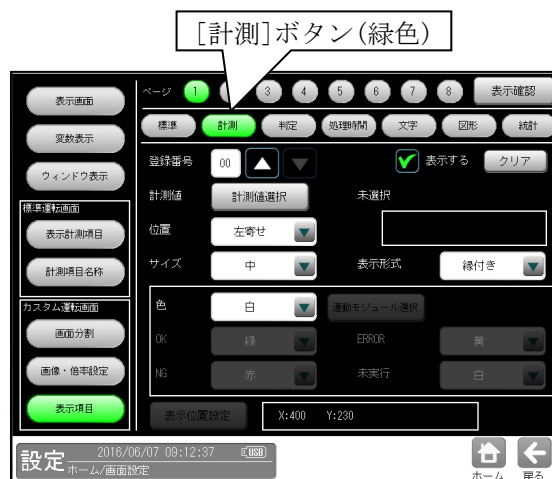 [計測]ボタン(緑色)
ページ 1 3 4 5 6 7 8 表示確認
標準 計測 判定 処理時間 文字 図形 統計
表示画面
変数表示
ウィンドウ表示
標準運転画面
表示計測項目
計測項目名称
カスタム運転画面
画面分割
画像・倍率設定
表示項目
登録番号 00 表示する クリア
計測値 計測値選択 未選択
位置 左寄せ
サイズ 中 表示形式 縁付き
色 白 連動モジュール選択
OK 緑 ERROR 黄
NG 赤 未実行 白
表示位置設定 X:400 Y:230
設定 2016/06/07 09:12:37 USB
ホーム/画面設定
ホーム 戻る